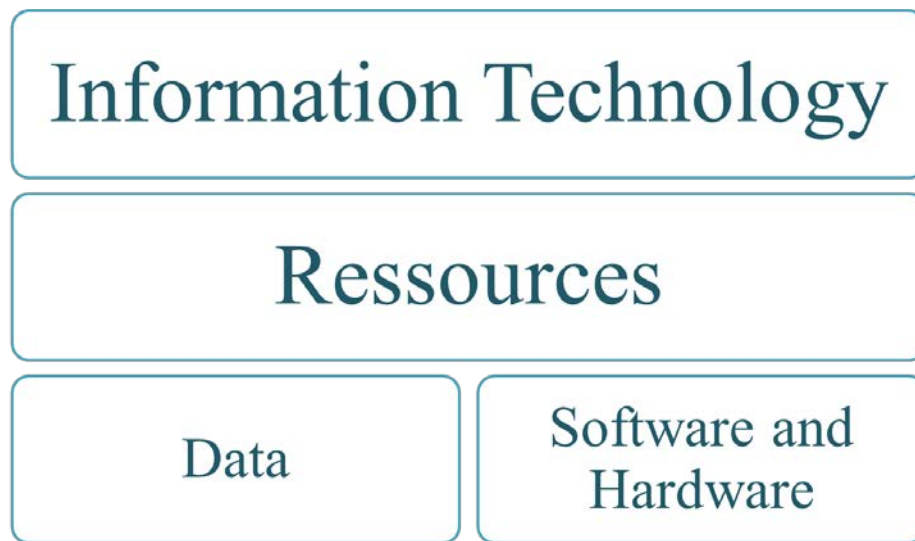 Information Technology
Ressources
Data
Software and
Hardware